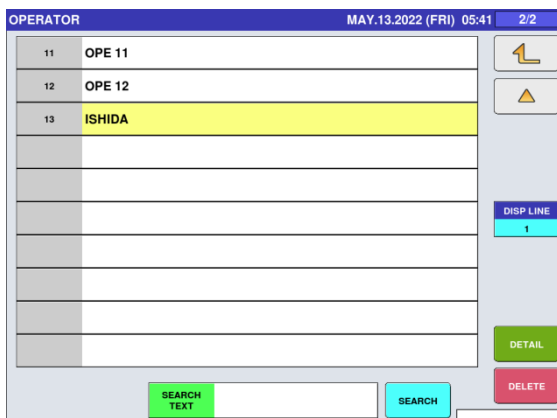 OPERATOR MAY.13.2022 (FRI) 05:41 2/2
11 OPE 11
12 OPE 12
13 ISHIDA
DISP LINE
1
DETAIL
DELETE
SEARCH
TEXT
SEARCH